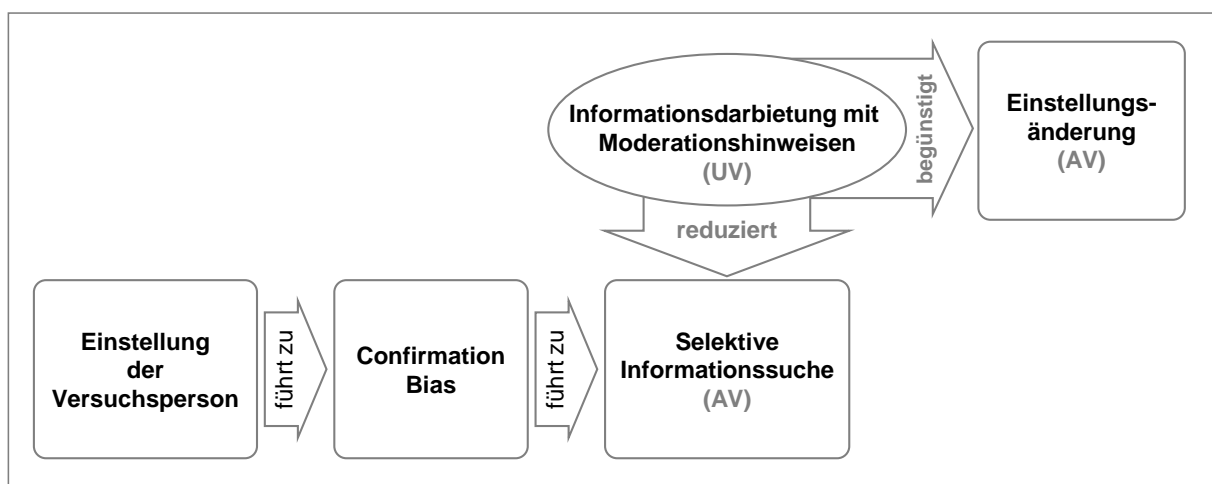 Informationsdarbietung mit
Moderationshinweisen
(UV)
begünstigt
Einstellungs-
änderung
(AV)
reduziert
Einstellung
der
Versuchsperson
führt zu
Confirmation
Bias
führt zu
Selektive
Informationssuche
(AV)